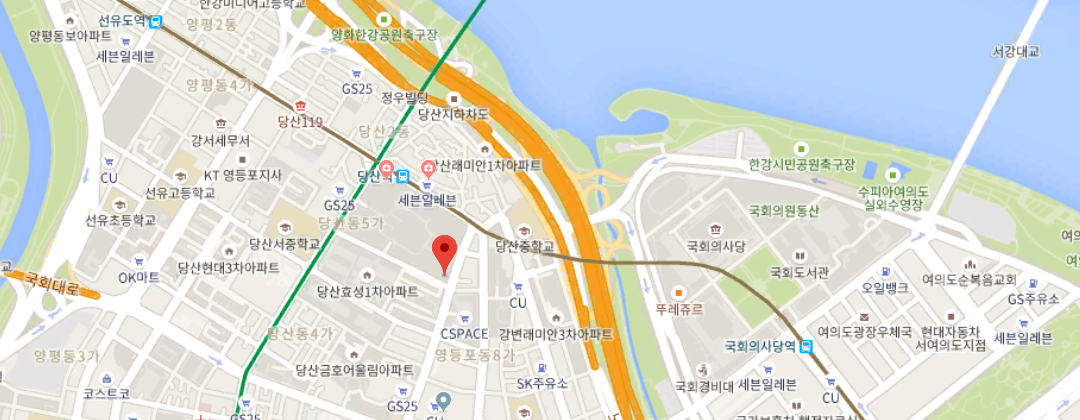 한강미디어고등학교
선유도역
양평2동
양화한강공원축구장
양평동보아파트
세븐일레븐
서강대교
양평동4가
GS25
정우빌딩
당산119
당산지하차도
당산2동
강서세무서
당산래미안1차아파트
한강시민공원축구장
CU
KT 영등포지사
선유고등학교
GS25
세븐일레븐
수피아여의도
실외수영장
국회의원동산
선유초등학교
당산동5가
당산서중학교
당산중학교
국회의사당
당산현대3차아파트
국회도서관
OK마트
국회대로
여의도순복음교회
오일뱅크
GS주유소
당산효성1차아파트
CU
뚜레쥬르
당산동4가
CSPACE
강변래미안3차아파트
여의도광장우체국
현대자동차
서여의도지점
세븐일레븐
양평동3가
영등포동8가
국회의사당역
당산금호어울림아파트
코스트코
SK주유소
국회경비대
세븐일레븐
GS25
CU
GS25
CU